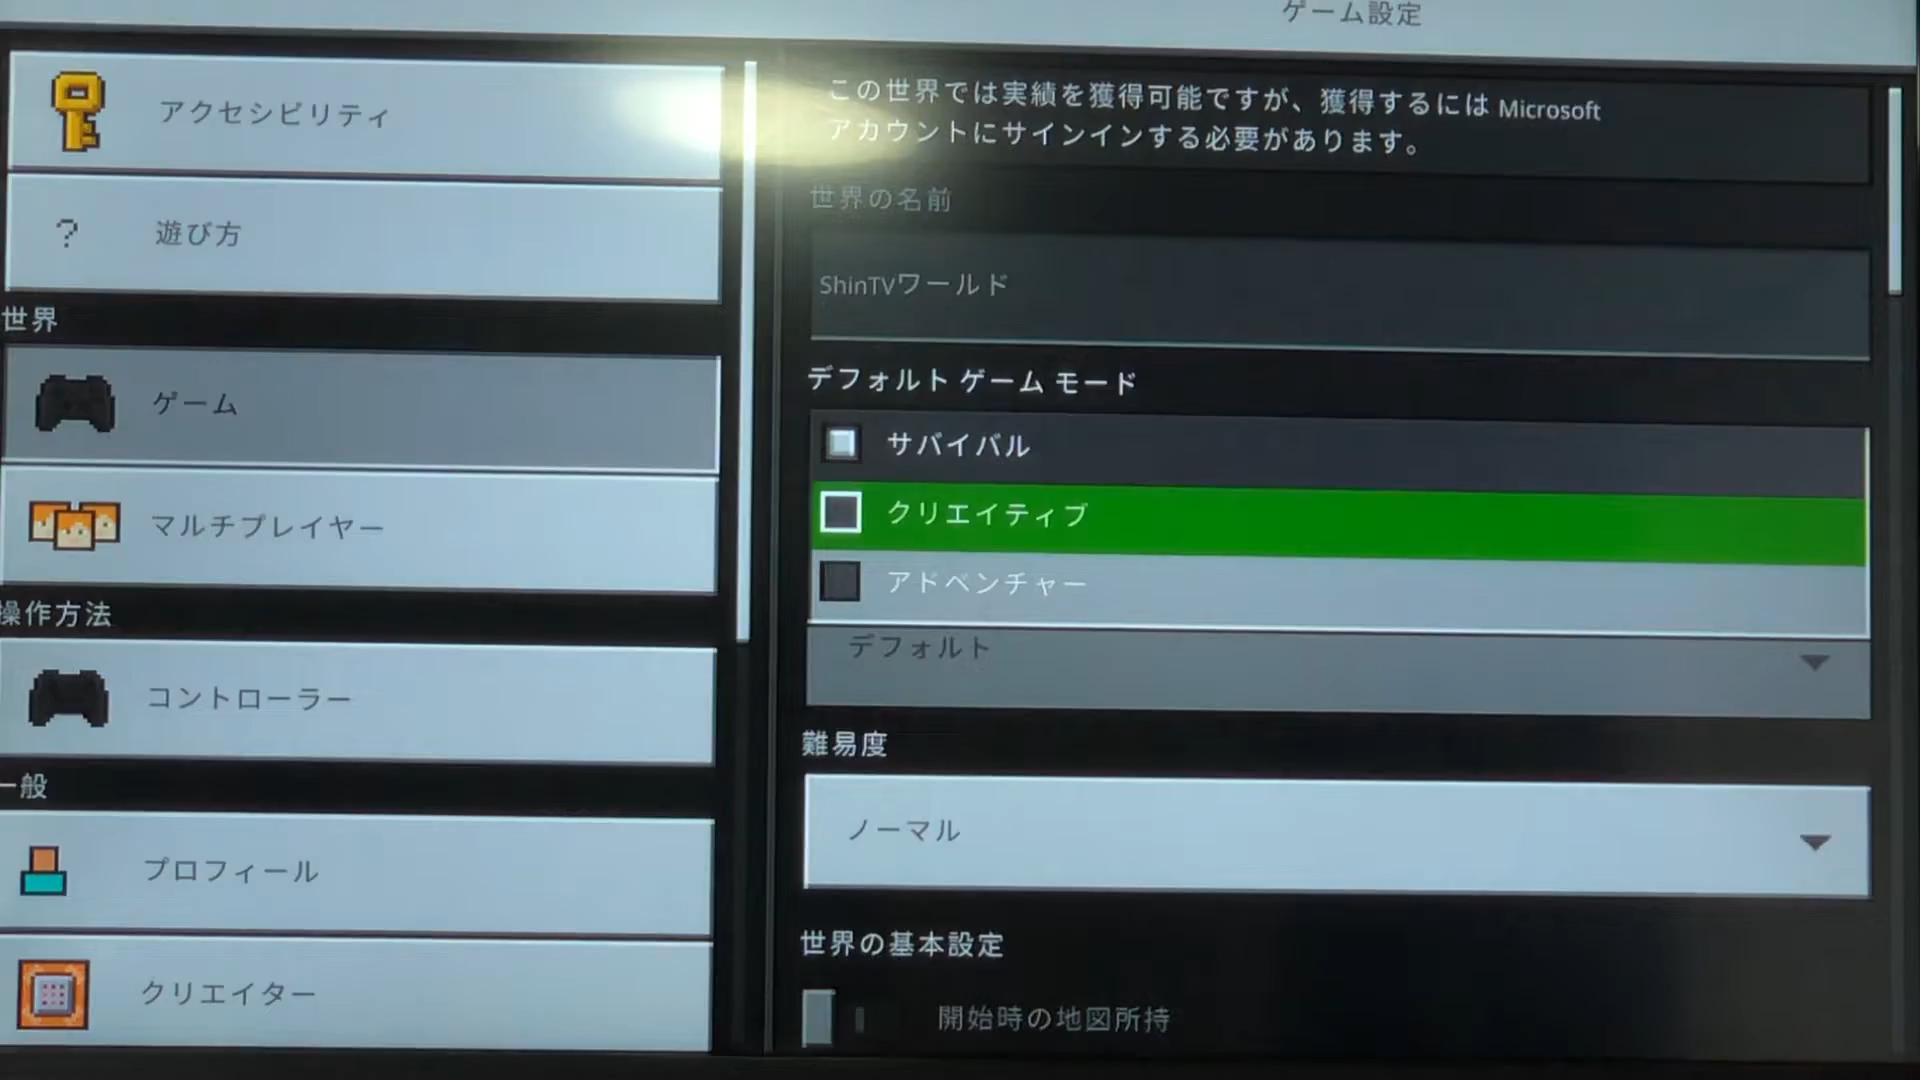 ゲーム設定
アクセシビリティ
? 遊び方
世界
ゲーム
マルチプレイヤー
操作方法
コントローラー
一般
プロフィール
クリエイター
この世界では実績を獲得可能ですが、獲得するには Microsoft
アカウントにサインインする必要があります。
世界の名前
ShinTVワールド
デフォルト ゲーム モード
サバイバル
クリエイティブ
アドベンチャー
デフォルト
難易度
ノーマル
世界の基本設定
開始時の地図所持